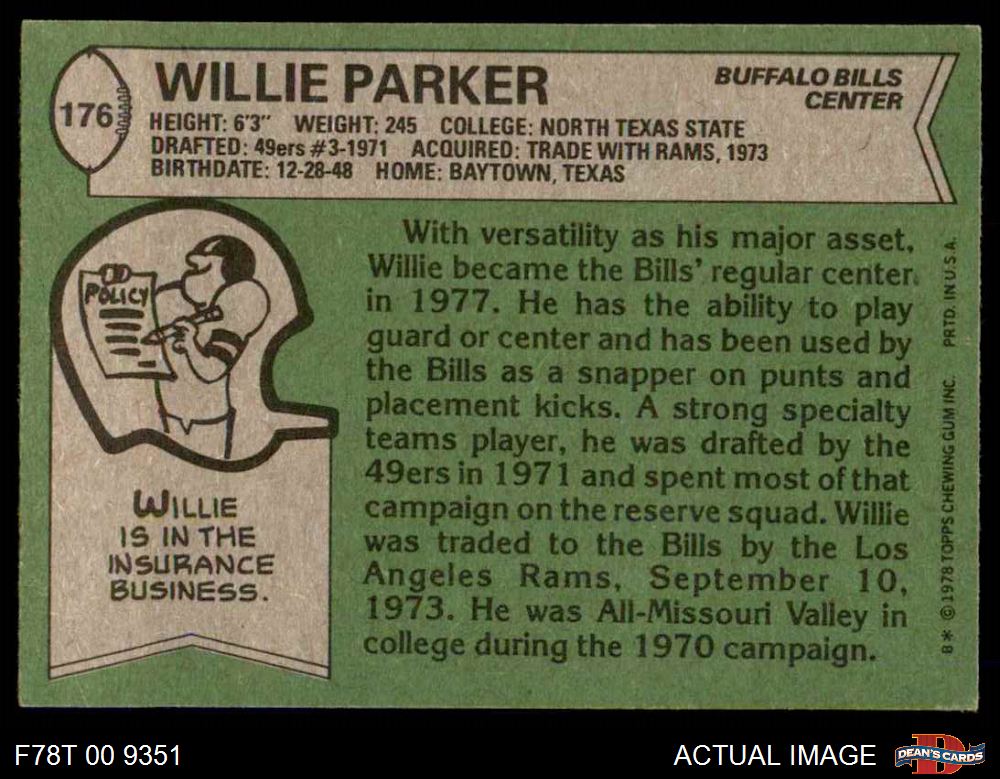 176
WILLIE PARKER
BUFFALO BILLS
CENTER
HEIGHT: 6'3" WEIGHT: 245 COLLEGE: NORTH TEXAS STATE
DRAFTED: 49ers #3-1971 ACQUIRED: TRADE WITH RAMS, 1973
BIRTHDATE: 12-28-48 HOME: BAYTOWN, TEXAS
POLICY
WILLIE
IS IN THE
INSURANCE
BUSINESS.
With versatility as his major asset,
Willie became the Bills' regular center
in 1977. He has the ability to play
guard or center and has been used by
the Bills as a snapper on punts and
placement kicks. A strong specialty
teams player, he was drafted by the
49ers in 1971 and spent most of that
campaign on the reserve squad. Willie
was traded to the Bills by the Los
Angeles Rams, September 10,
1973. He was All-Missouri Valley in
college during the 1970 campaign.
8* © 1978 TOPPS CHEWING GUM INC. PRTD. IN U.S.A.
F78T 00 9351
ACTUAL IMAGE
D
DEAN'S CARDS